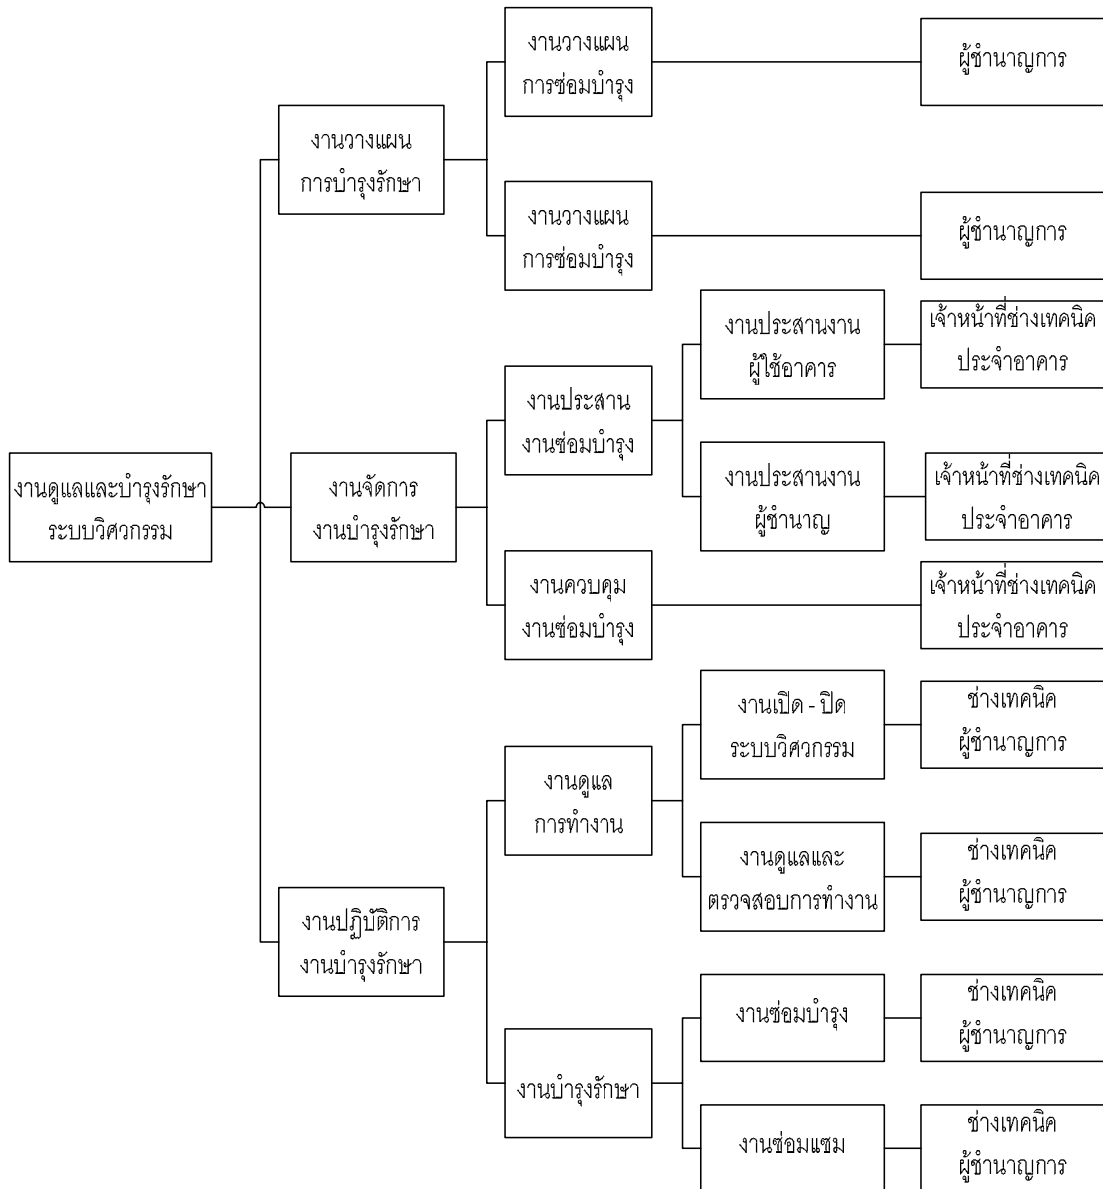 งานดูแลและบำรุงรักษา
ระบบวิศวกรรม
งานวางแผน
การบำรุงรักษา
งานวางแผน
การซ่อมบำรุง
ผู้ชำนาญการ
งานวางแผน
การซ่อมบำรุง
ผู้ชำนาญการ
งานจัดการ
งานบำรุงรักษา
งานประสาน
งานซ่อมบำรุง
งานประสานงาน
ผู้ใช้อาคาร
เจ้าหน้าที่ช่างเทคนิค
ประจำอาคาร
งานประสานงาน
ผู้ชำนาญ
เจ้าหน้าที่ช่างเทคนิค
ประจำอาคาร
งานควบคุม
งานซ่อมบำรุง
เจ้าหน้าที่ช่างเทคนิค
ประจำอาคาร
งานปฏิบัติการ
งานบำรุงรักษา
งานดูแล
การทำงาน
งานเปิด - ปิด
ระบบวิศวกรรม
ช่างเทคนิค
ผู้ชำนาญการ
งานดูแลและ
ตรวจสอบการทำงาน
ช่างเทคนิค
ผู้ชำนาญการ
งานบำรุงรักษา
งานซ่อมบำรุง
ช่างเทคนิค
ผู้ชำนาญการ
งานซ่อมแซม
ช่างเทคนิค
ผู้ชำนาญการ